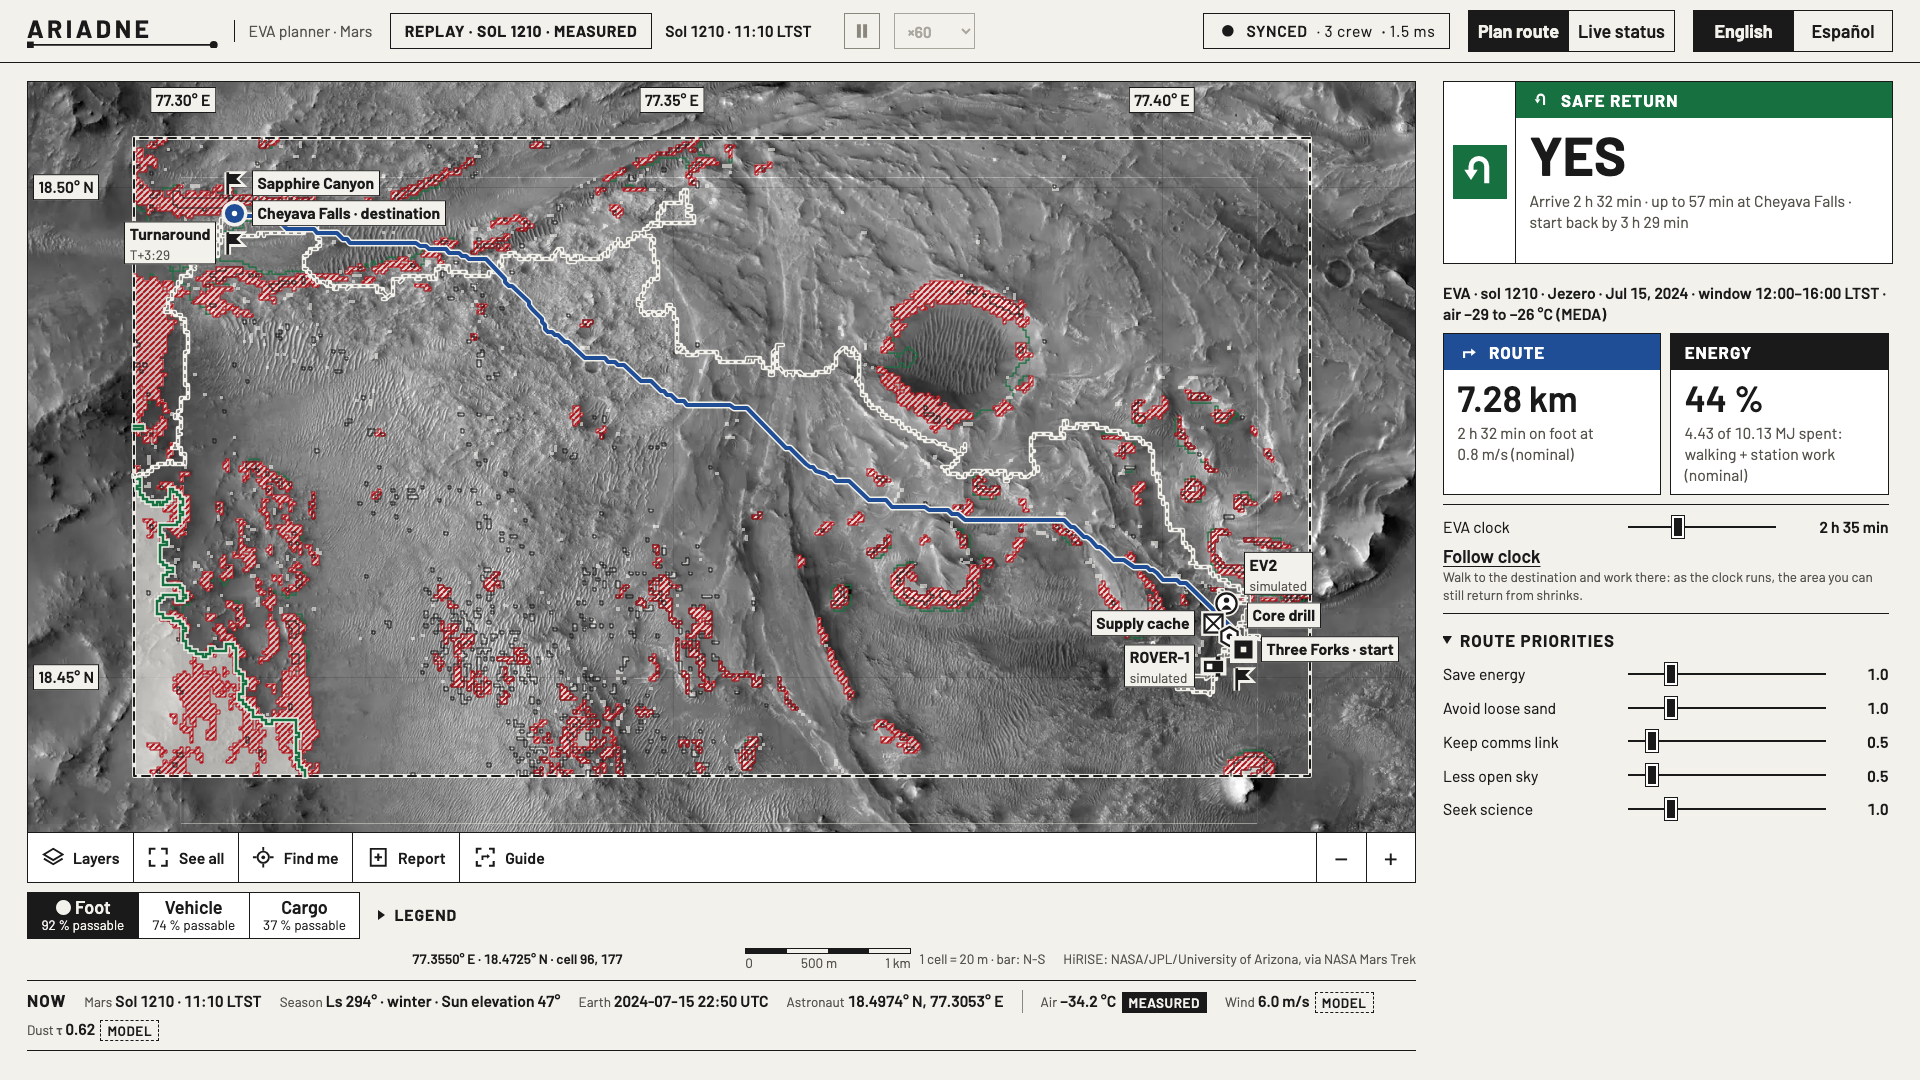 ARIADNE
EVA planner · Mars
REPLAY · SOL 1210 · MEASURED
Sol 1210 · 11:10 LTST
×60
SYNCED · 3 crew · 1.5 ms
Plan route
Live status
English
Español
77.30° E
77.35° E
77.40° E
18.50° N
18.45° N
Sapphire Canyon
Cheyava Falls · destination
Turnaround
T+3:29
EV2
simulated
Core drill
Supply cache
Three Forks · start
ROVER-1
simulated
Layers
See all
Find me
Report
Guide
−
+
Foot
92 % passable
Vehicle
74 % passable
Cargo
37 % passable
LEGEND
77.3550° E · 18.4725° N · cell 96, 177
0
500 m
1 km
1 cell = 20 m · bar: N-S
HiRISE: NASA/JPL/University of Arizona, via NASA Mars Trek
NOW
Mars Sol 1210 · 11:10 LTST
Season Ls 294° · winter · Sun elevation 47°
Earth 2024-07-15 22:50 UTC
Astronaut 18.4974° N, 77.3053° E
Air −34.2 °C MEASURED
Wind 6.0 m/s MODEL
Dust τ 0.62 MODEL
SAFE RETURN
YES
Arrive 2 h 32 min · up to 57 min at Cheyava Falls ·
start back by 3 h 29 min
EVA · sol 1210 · Jezero · Jul 15, 2024 · window 12:00–16:00 LTST ·
air −29 to −26 °C (MEDA)
ROUTE
7.28 km
2 h 32 min on foot at
0.8 m/s (nominal)
ENERGY
44 %
4.43 of 10.13 MJ spent:
walking + station work
(nominal)
EVA clock
2 h 35 min
Follow clock
Walk to the destination and work there: as the clock runs, the area you can
still return from shrinks.
ROUTE PRIORITIES
Save energy
1.0
Avoid loose sand
1.0
Keep comms link
0.5
Less open sky
0.5
Seek science
1.0